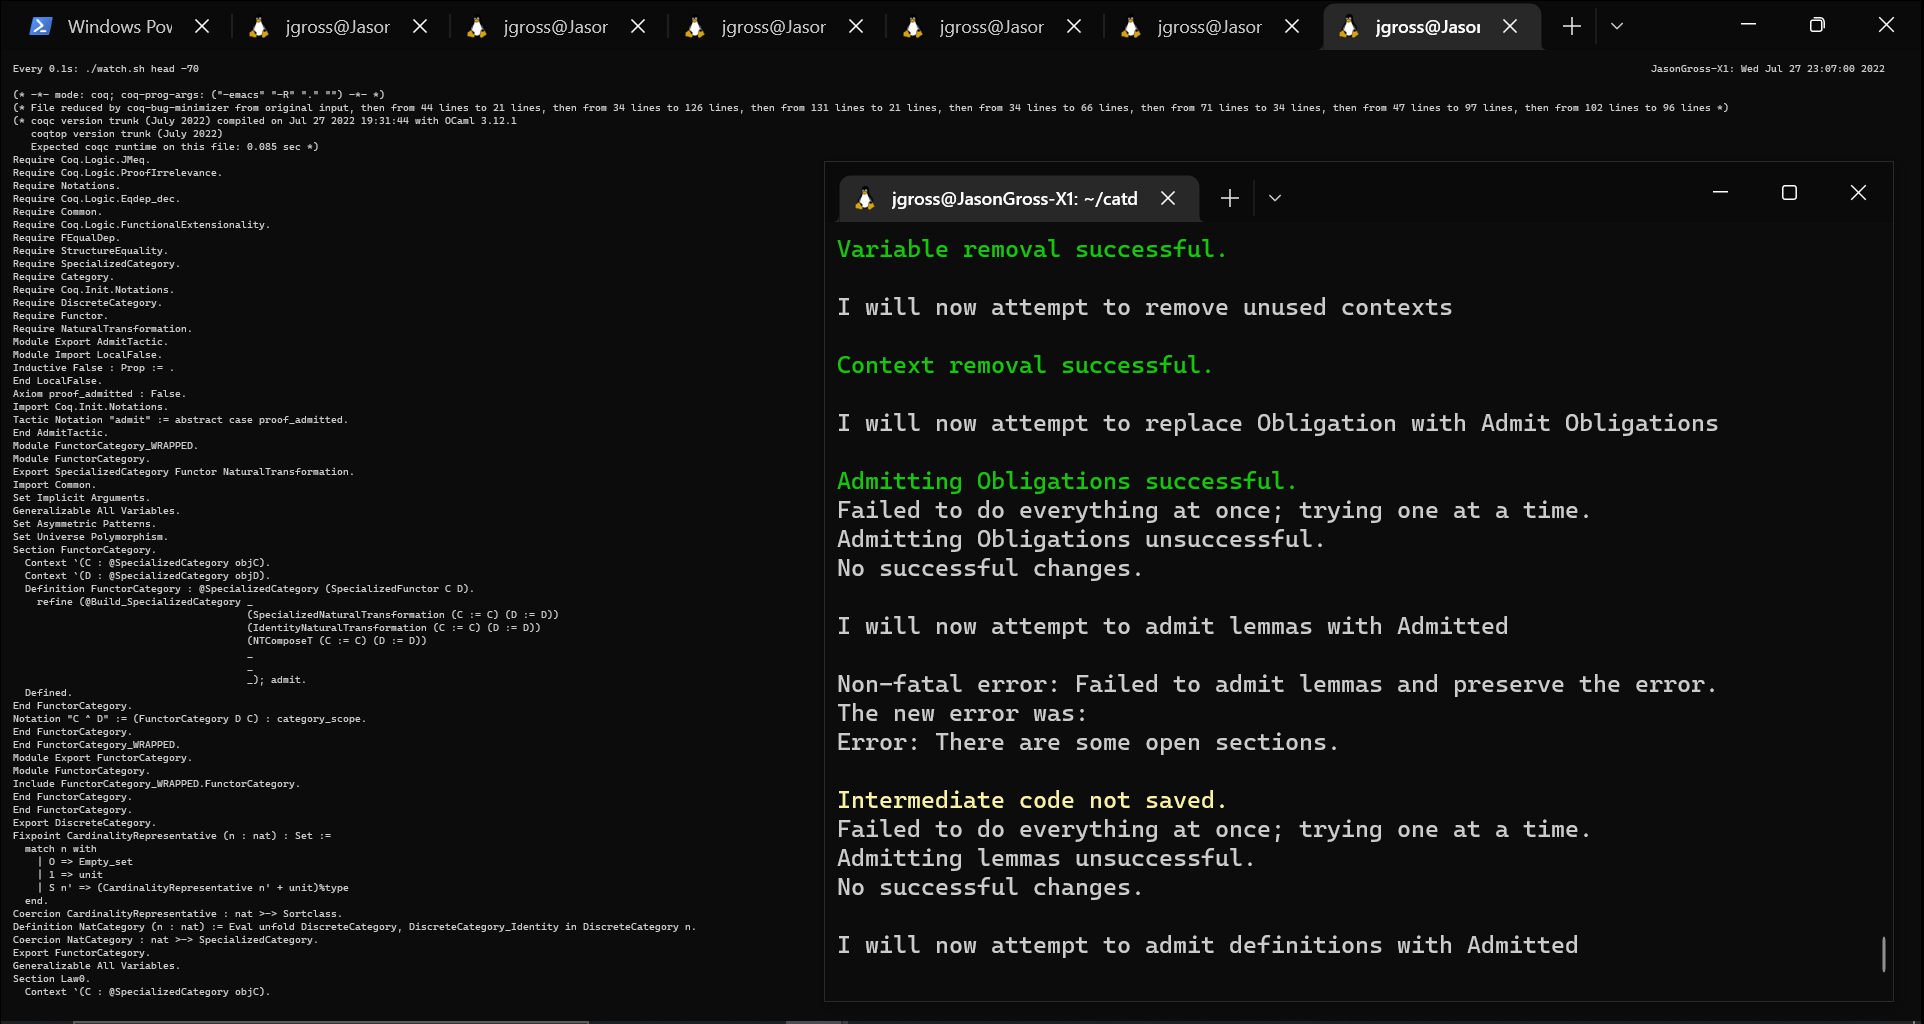 Windows Pov
jgross@Jasor
jgross@Jasor
jgross@Jasor
jgross@Jasor
jgross@Jasor
jgross@Jasor
Every 0.1s: ./watch.sh head -70
JasonGross-X1: Wed Jul 27 23:07:00 2022
(* -*- mode: coq; coq-prog-args: ("-emacs" "-R" "." "") -*- *)
(* File reduced by coq-bug-minimizer from original input, then from 44 lines to 21 lines, then from 34 lines to 126 lines, then from 131 lines to 21 lines, then from 34 lines to 66 lines, then from 71 lines to 34 lines, then from 47 lines to 97 lines, then from 102 lines to 96 lines *)
(* coqc version trunk (July 2022) compiled on Jul 27 2022 19:31:44 with OCaml 3.12.1
   coqtop version trunk (July 2022)
   Expected coqc runtime on this file: 0.085 sec *)
Require Coq.Logic.JMeq.
Require Coq.Logic.ProofIrrelevance.
Require Notations.
Require Coq.Logic.Eqdep_dec.
Require Common.
Require Coq.Logic.FunctionalExtensionality.
Require FEqualDep.
Require StructureEquality.
Require SpecializedCategory.
Require Category.
Require Coq.Init.Notations.
Require DiscreteCategory.
Require Functor.
Require NaturalTransformation.
Module Export AdmitTactic.
Module Import LocalFalse.
Inductive False : Prop := .
End LocalFalse.
Axiom proof_admitted : False.
Import Coq.Init.Notations.
Tactic Notation "admit" := abstract case proof_admitted.
End AdmitTactic.
Module FunctorCategory_WRAPPED.
Module FunctorCategory.
Export SpecializedCategory Functor NaturalTransformation.
Import Common.
Set Implicit Arguments.
Generalizable All Variables.
Set Asymmetric Patterns.
Set Universe Polymorphism.
Section FunctorCategory.
  Context `(C : @SpecializedCategory objC).
  Context `(D : @SpecializedCategory objD).
  Definition FunctorCategory : @SpecializedCategory (SpecializedFunctor C D).
    refine (@Build_SpecializedCategory _
                                       (SpecializedNaturalTransformation (C := C) (D := D))
                                       (IdentityNaturalTransformation (C := C) (D := D))
                                       (NTComposeT (C := C) (D := D))
                                       _
                                       _
                                       _); admit.
  Defined.
End FunctorCategory.
Notation "C ^ D" := (FunctorCategory D C) : category_scope.
End FunctorCategory.
End FunctorCategory_WRAPPED.
Module Export FunctorCategory.
Module FunctorCategory.
Include FunctorCategory_WRAPPED.FunctorCategory.
End FunctorCategory.
End FunctorCategory.
Export DiscreteCategory.
Fixpoint CardinalityRepresentative (n : nat) : Set :=
  match n with
    | O => Empty_set
    | 1 => unit
    | S n' => (CardinalityRepresentative n' + unit)%type
  end.
Coercion CardinalityRepresentative : nat >-> Sortclass.
Definition NatCategory (n : nat) := Eval unfold DiscreteCategory, DiscreteCategory_Identity in DiscreteCategory n.
Coercion NatCategory : nat >-> SpecializedCategory.
Export FunctorCategory.
Generalizable All Variables.
Section Law0.
  Context `(C : @SpecializedCategory objC).
jgross@JasonGross-X1: ~/catd
Variable removal successful.
I will now attempt to remove unused contexts
Context removal successful.
I will now attempt to replace Obligation with Admit Obligations
Admitting Obligations successful.
Failed to do everything at once; trying one at a time.
Admitting Obligations unsuccessful.
No successful changes.
I will now attempt to admit lemmas with Admitted
Non-fatal error: Failed to admit lemmas and preserve the error.
The new error was:
Error: There are some open sections.
Intermediate code not saved.
Failed to do everything at once; trying one at a time.
Admitting lemmas unsuccessful.
No successful changes.
I will now attempt to admit definitions with Admitted